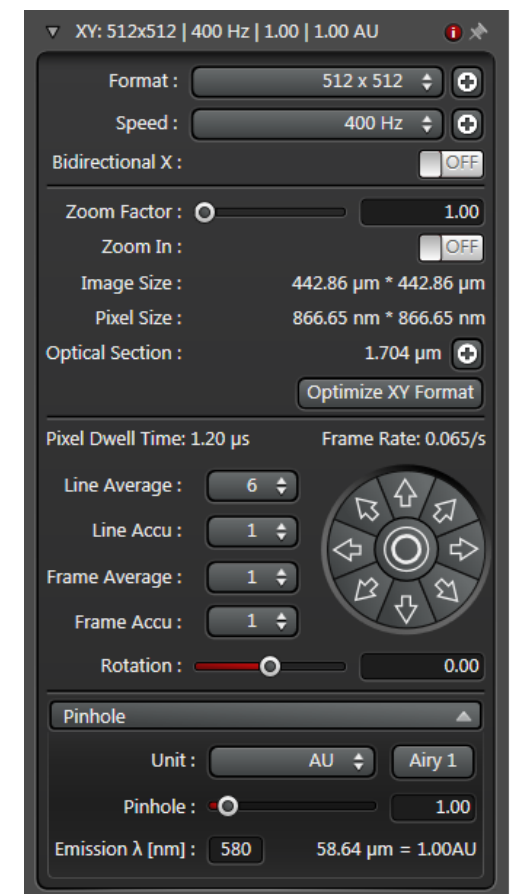 XY: 512x512 | 400 Hz | 1.00 | 1.00 AU
Format : 512 x 512
Speed : 400 Hz
Bidirectional X : OFF
Zoom Factor : 1.00
Zoom In : OFF
Image Size : 442.86 µm * 442.86 µm
Pixel Size : 866.65 nm * 866.65 nm
Optical Section : 1.704 µm
Optimize XY Format
Pixel Dwell Time: 1.20 µs Frame Rate: 0.065/s
Line Average : 6
Line Accu : 1
Frame Average : 1
Frame Accu : 1
Rotation : 0.00
Pinhole
Unit : AU Airy 1
Pinhole : 1.00
Emission λ [nm] : 580 58.64 µm = 1.00AU